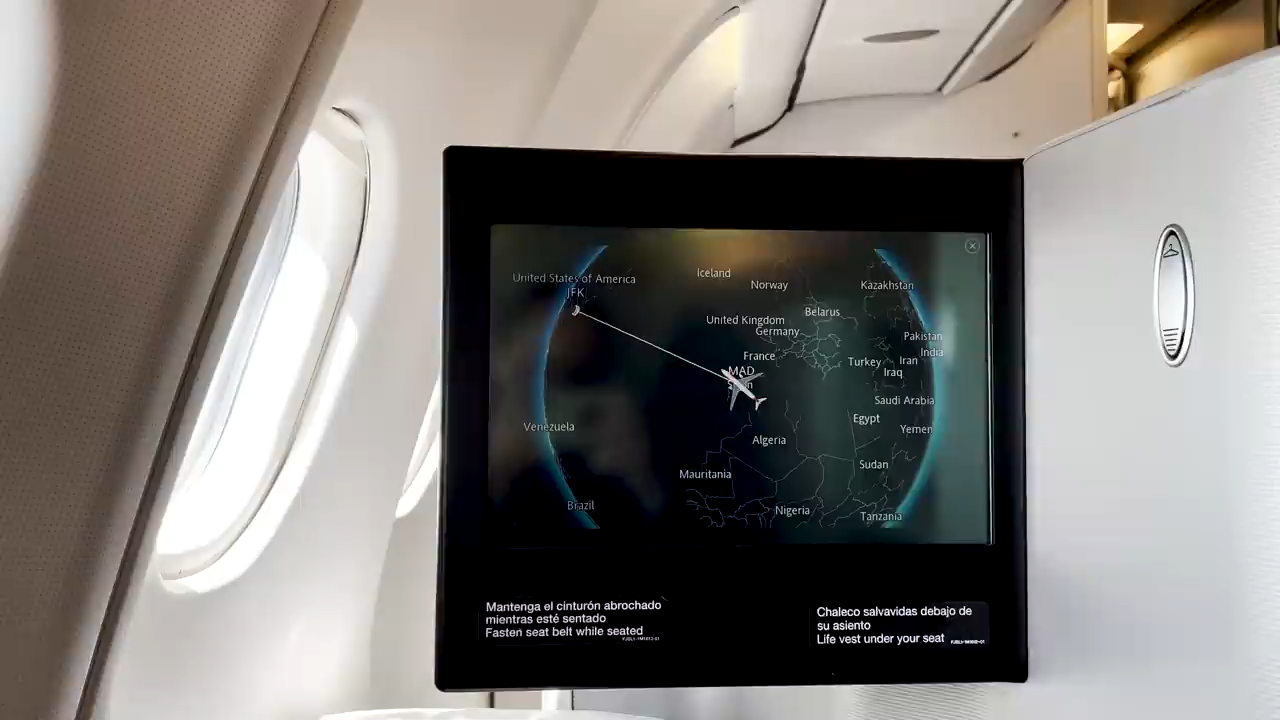 Iceland
United States of America
Norway
Kazakhstan
JFK
Belarus
United Kingdom
Germany
Pakistan
India
France
Turkey
Iran
MAD
Iraq
Spain
Saudi Arabia
Egypt
Venezuela
Yemen
Algeria
Sudan
Mauritania
Brazil
Nigeria
Tanzania
Mantenga el cinturón abrochado
mientras esté sentado
Fasten seat belt while seated
Chaleco salvavidas debajo de
su asiento
Life vest under your seat